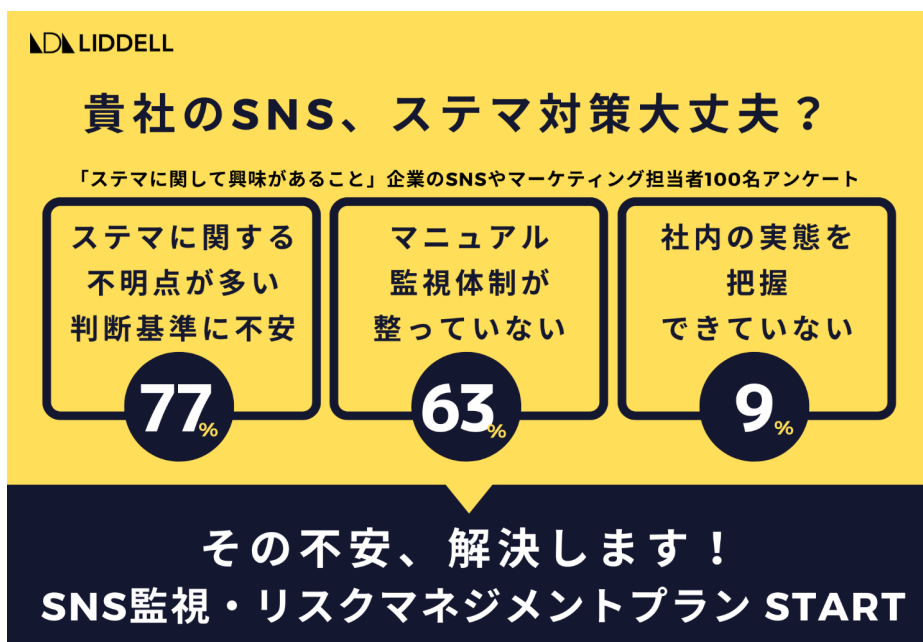 LIDDELL
貴社のSNS、ステマ対策大丈夫？
「ステマに関して興味があること」企業のSNSやマーケティング担当者100名アンケート
ステマに関する
不明点が多い
判断基準に不安
77%
マニュアル
監視体制が
整っていない
63%
社内の実態を
把握
できていない
9%
その不安、解決します！
SNS監視・リスクマネジメントプラン START